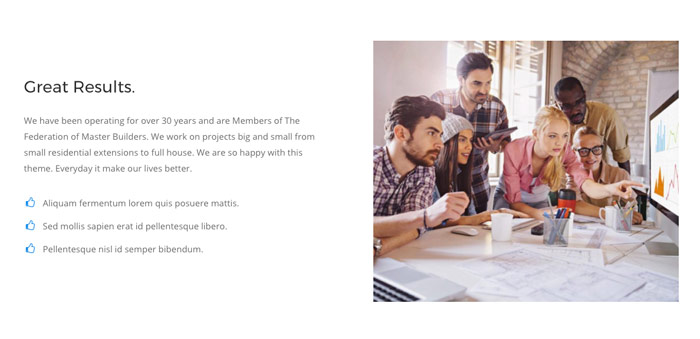 Great Results.
We have been operating for over 30 years and are Members of The
Federation of Master Builders. We work on projects big and small from
small residential extensions to full house. We are so happy with this
theme. Everyday it make our lives better.
Aliquam fermentum lorem quis posuere mattis.
Sed mollis sapien erat id pellentesque libero.
Pellentesque nisl id semper bibendum.